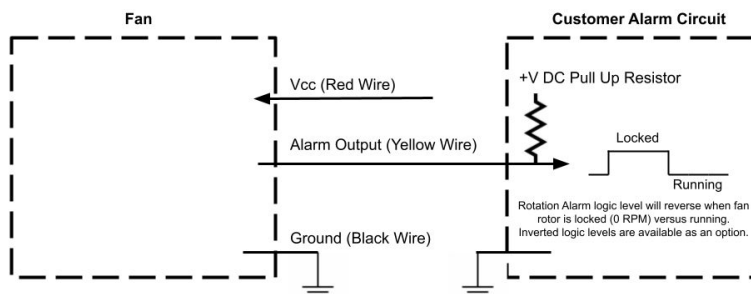 Fan
Customer Alarm Circuit
Vcc (Red Wire)
+V DC Pull Up Resistor
Alarm Output (Yellow Wire)
Locked
Running
Rotation Alarm logic level will reverse when fan
rotor is locked (0 RPM) versus running.
Inverted logic levels are available as an option.
Ground (Black Wire)